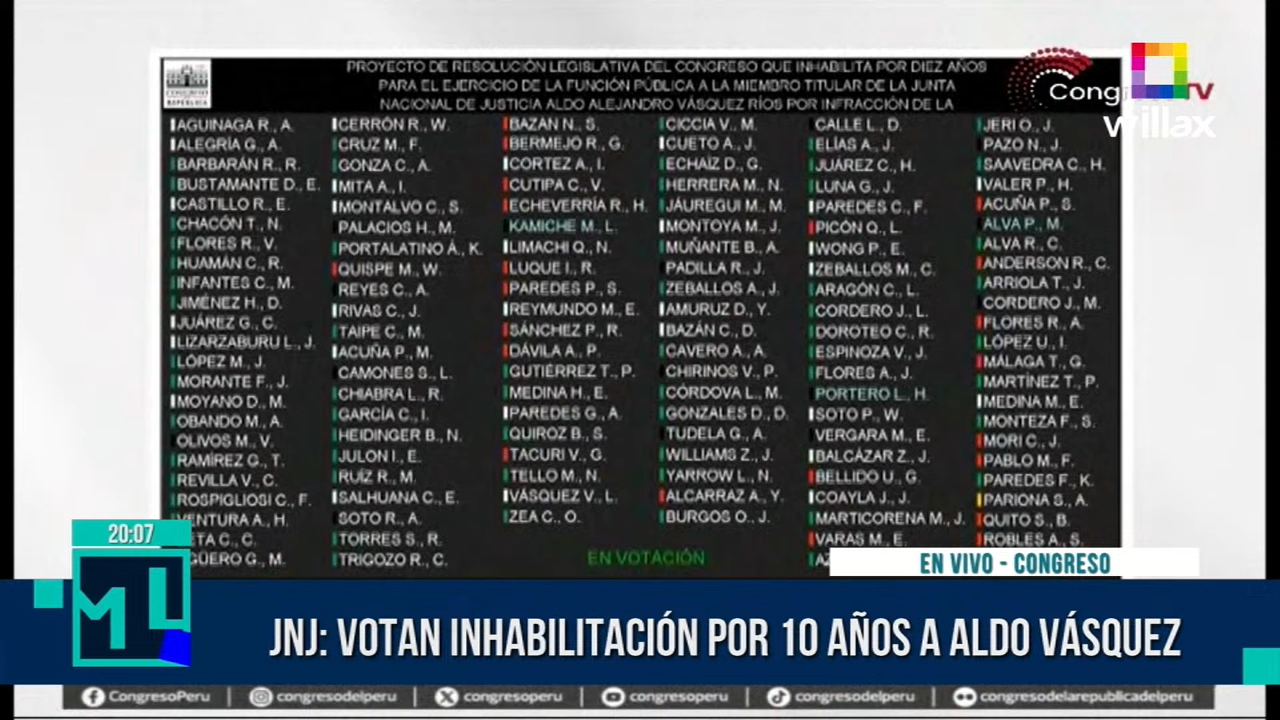 PROYECTO DE RESOLUCIÓN LEGISLATIVA DEL CONGRESO QUE INHABILITA POR DIEZ AÑOS
PARA EL EJERCICIO DE LA FUNCIÓN PÚBLICA A LA MIEMBRO TITULAR DE LA JUNTA
NACIONAL DE JUSTICIA ALDO ALEJANDRO VÁSQUEZ RÍOS POR INFRACCIÓN DE LA
CONGRESO
REPÚBLICA
TV
willax
AGUINAGA R., A.
ALEGRÍA G., A.
BARBARÁN R., R.
BUSTAMANTE D., E.
CASTILLO R., E.
CHACÓN T., N.
FLORES R., V.
HUAMÁN C., R.
INFANTES C., M.
JIMÉNEZ H., D.
JUÁREZ G., C.
LIZARZABURU L., J.
LÓPEZ M., J.
MORANTE F., J.
MOYANO D., M.
OBANDO M., A.
OLIVOS M., V.
RAMÍREZ G., T.
REVILLA V., C.
ROSPIGLIOSI C., F.
VENTURA A., H.
CERRÓN R., W.
CRUZ M., F.
GONZA C., A.
MITA A., I.
MONTALVO C., S.
PALACIOS H., M.
PORTALATINO Á., K.
QUISPE M., W.
REYES C., A.
RIVAS C., J.
TAIPE C., M.
ACUÑA P., M.
CAMONES S., L.
CHIABRA L., R.
GARCÍA C., I.
HEIDINGER B., N.
JULON I., E.
RUÍZ R., M.
SALHUANA C., E.
SOTO R., A.
TORRES S., R.
TRIGOZO R., C.
BAZÁN N., S.
BERMEJO R., G.
CORTEZ A., I.
CUTIPA C., V.
ECHEVERRÍA R., H.
KAMICHE M., L.
LIMACHI Q., N.
LUQUE I., R.
PAREDES P., S.
REYMUNDO M., E.
SÁNCHEZ P., R.
DÁVILA A., P.
GUTIÉRREZ T., P.
MEDINA H., E.
PAREDES G., A.
QUIROZ B., S.
TACURI V., G.
TELLO M., N.
VÁSQUEZ V., L.
ZEA C., O.
CICCIA V., M.
CUETO A., J.
ECHAÍZ D., G.
HERRERA M., N.
JÁUREGUI M., M.
MONTOYA M., J.
MUÑANTE B., A.
PADILLA R., J.
ZEBALLOS A., J.
AMURUZ D., Y.
BAZÁN C., D.
CAVERO A., A.
CHIRINOS V., P.
CÓRDOVA L., M.
GONZALES D., D.
TUDELA G., A.
WILLIAMS Z., J.
YARROW L., N.
ALCARRAZ A., Y.
BURGOS O., J.
CALLE L., D.
ELÍAS A., J.
JUÁREZ C., H.
LUNA G., J.
PAREDES C., F.
PICÓN Q., L.
WONG P., E.
ZEBALLOS M., C.
ARAGÓN C., L.
CORDERO J., L.
DOROTEO C., R.
ESPINOZA V., J.
FLORES A., J.
PORTERO L., H.
SOTO P., W.
VERGARA M., E.
BALCÁZAR Z., J.
BELLIDO U., G.
COAYLA J., J.
MARTICORENA M., J.
VARAS M., E.
JERI O., J.
PAZO N., J.
SAAVEDRA C., H.
VALER P., H.
ACUÑA P., S.
ALVA P., M.
ALVA R., C.
ANDERSON R., C.
ARRIOLA T., J.
CORDERO J., M.
FLORES R., A.
LÓPEZ U., I.
MÁLAGA T., G.
MARTÍNEZ T., P.
MEDINA M., E.
MONTEZA F., S.
MORI C., J.
PABLO M., F.
PAREDES F., K.
PARIONA S., A.
QUITO S., B.
ROBLES A., S.
EN VOTACIÓN
20:07
EN VIVO - CONGRESO
JNJ: VOTAN INHABILITACIÓN POR 10 AÑOS A ALDO VÁSQUEZ
CongresoPeru congresodelperu congresoperu congresoperu congresodelperu congresodelarepublicadelperu